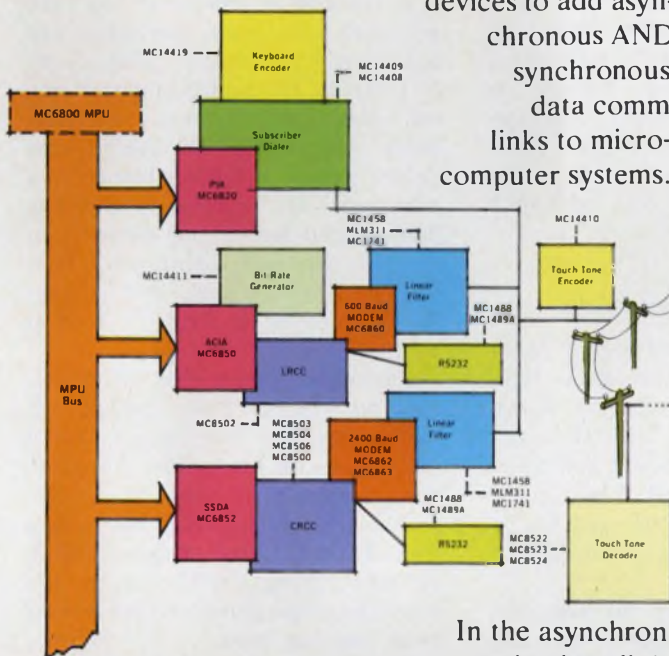 devices to add asyn-
chronous AND
synchronous
data comm
links to micro-
computer systems.
MC14419
Keyboard
Encoder
MC14409
MC14408
MC6800 MPU
Subscriber
Dialer
PIA
MC6820
MC1458
MLM311
MC1741
MC14410
Touch Tone
Encoder
MC14411
Bit Rate
Generator
Linear
Filter
600 Baud
MODEM
MC6860
MC1488
MC1489A
ACIA
MC6850
LRCC
RS232
MPU
Bus
MC8502
MC8503
MC8504
MC8506
MC8500
Linear
Filter
2400 Baud
MODEM
MC6862
MC6863
MC1458
MLM311
MC1741
SSDA
MC6852
CRCC
MC1488
MC1489A
RS232
MC8522
MC8523
MC8524
Touch Tone
Decoder
In the asynchron